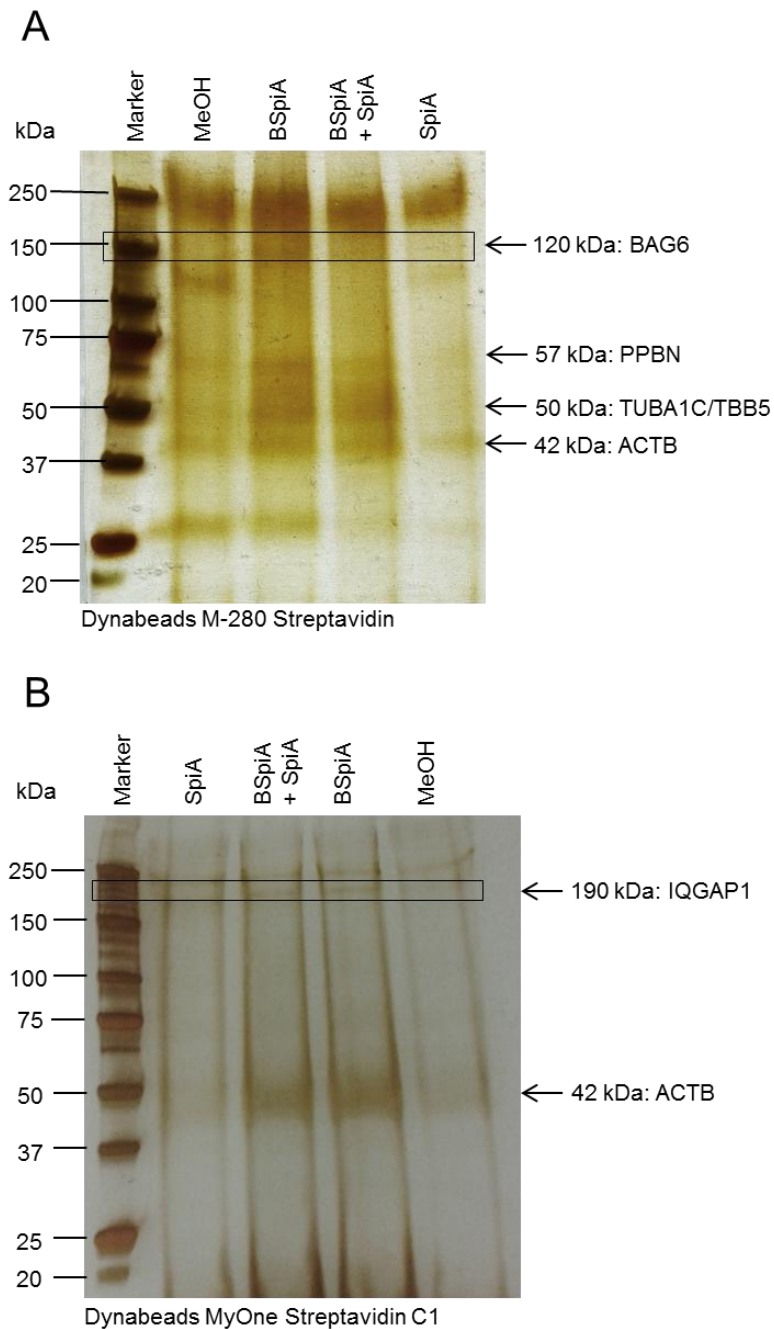 A
kDa
Marker
MeOH
BSpiA
BSpiA
+ SpiA
SpiA
250
150
100
75
50
37
25
20
120 kDa: BAG6
57 kDa: PPBN
50 kDa: TUBA1C/TBB5
42 kDa: ACTB
Dynabeads M-280 Streptavidin
B
kDa
Marker
SpiA
BSpiA
+ SpiA
BSpiA
MeOH
250
150
100
75
50
37
25
20
190 kDa: IQGAP1
42 kDa: ACTB
Dynabeads MyOne Streptavidin C1